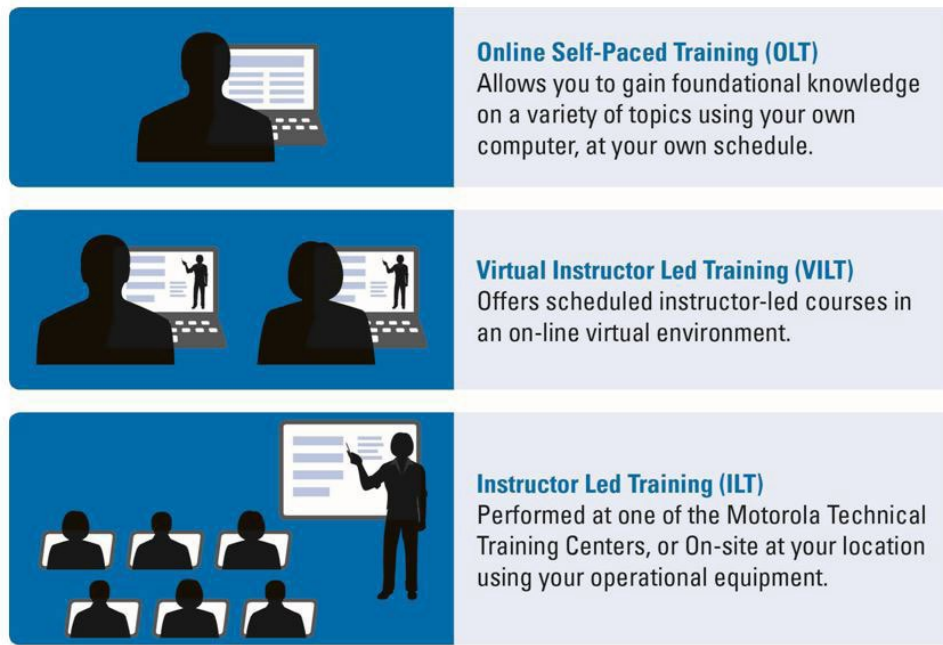 Online Self-Paced Training (OLT)
Allows you to gain foundational knowledge
on a variety of topics using your own
computer, at your own schedule.
Virtual Instructor Led Training (VILT)
Offers scheduled instructor-led courses in
an on-line virtual environment.
Instructor Led Training (ILT)
Performed at one of the Motorola Technical
Training Centers, or On-site at your location
using your operational equipment.